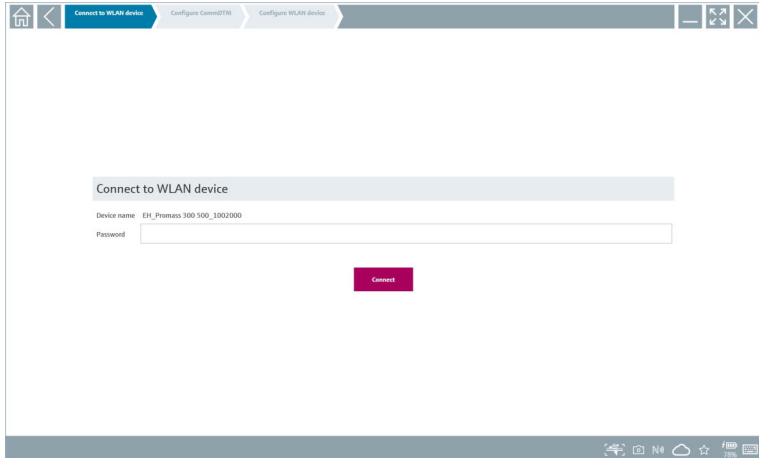 Connect to WLAN device
Configure CommDTM
Configure WLAN device
Connect to WLAN device
Device name EH_Promass 300 500_1002000
Password
Connect
78%